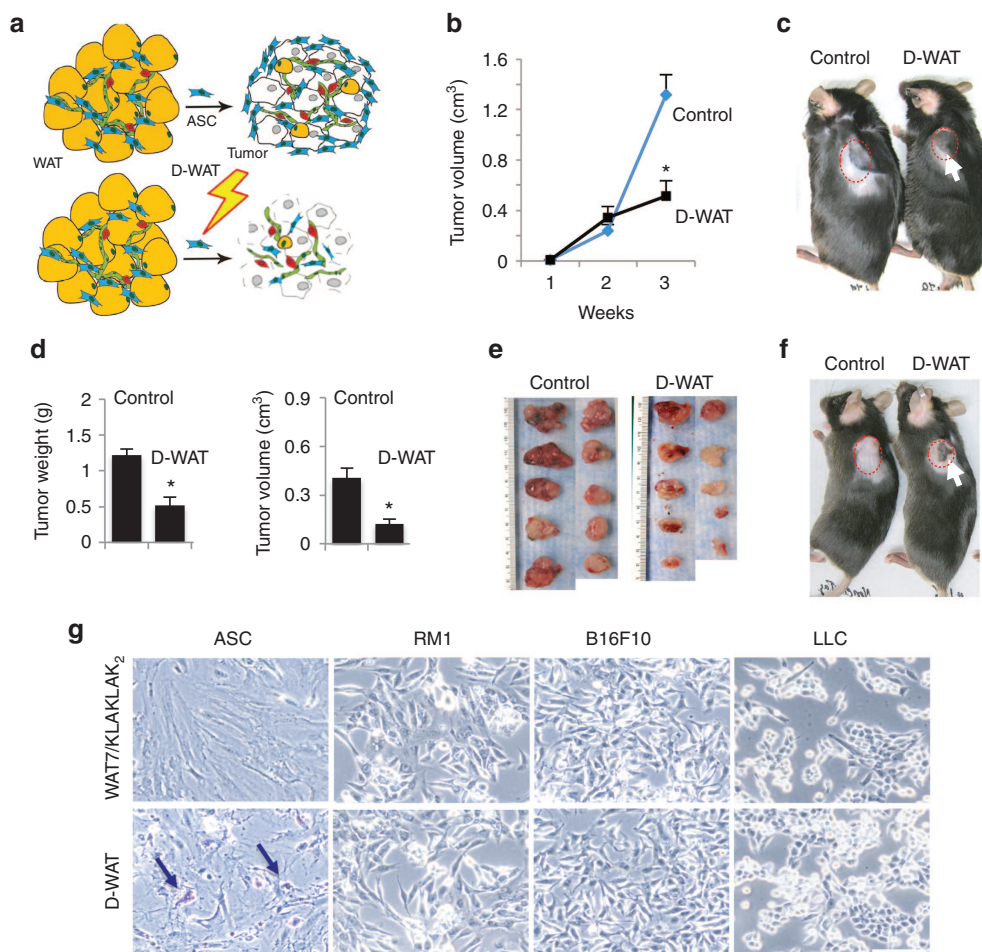 a
WAT
ASC
Tumor
D-WAT
b
Tumor volume (cm³)
1.6
1.2
0.8
0.4
0
1 2 3
Weeks
Control
*
D-WAT
c
Control D-WAT
d
Tumor weight (g)
2
1.5
1
0.5
0
Control
D-WAT
*
Tumor volume (cm³)
0.9
0.6
0.3
0
Control
D-WAT
*
e
Control D-WAT
f
Control D-WAT
g
ASC RM1 B16F10 LLC
WAT7/KLAKLAK₂
D-WAT